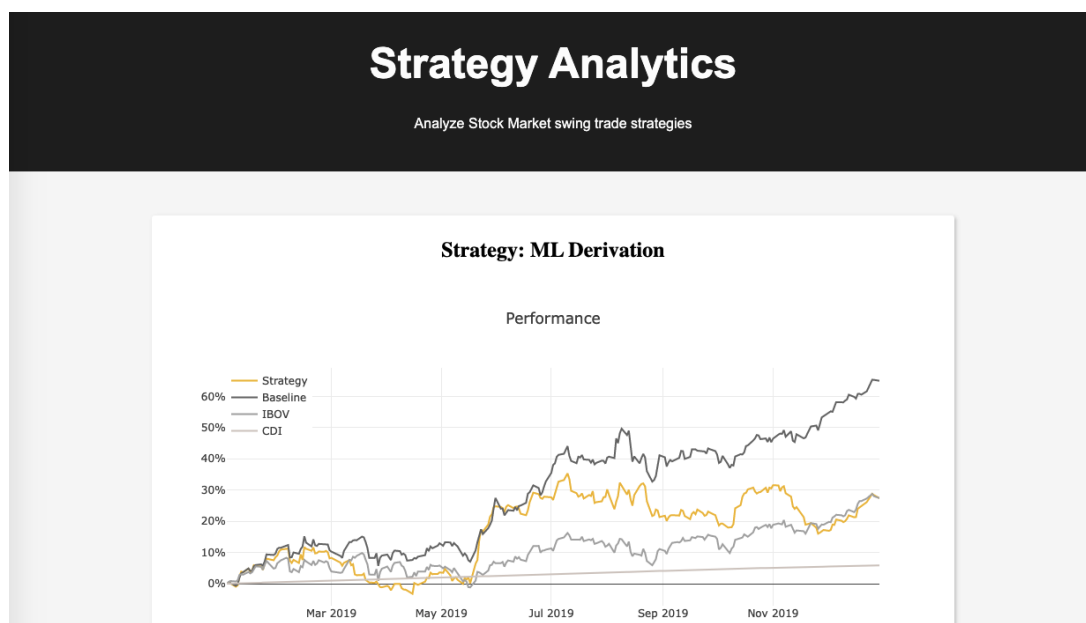 Strategy Analytics
Analyze Stock Market swing trade strategies
Strategy: ML Derivation
Performance
Strategy
Baseline
IBOV
CDI
60%
50%
40%
30%
20%
10%
0%
Mar 2019 May 2019 Jul 2019 Sep 2019 Nov 2019